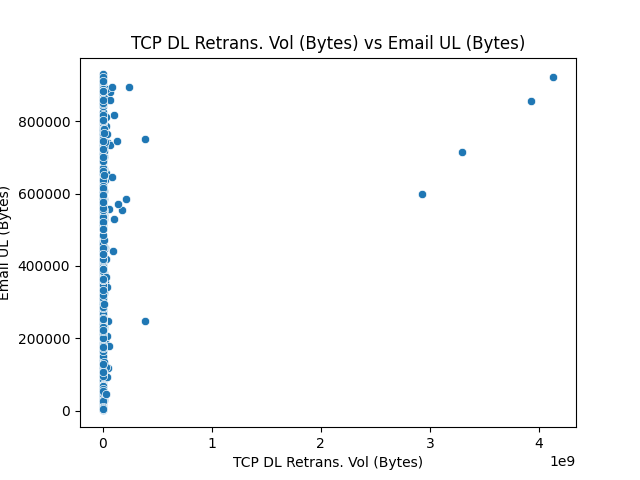 TCP DL Retrans. Vol (Bytes) vs Email UL (Bytes)
Email UL (Bytes)
800000
600000
400000
200000
0
0
1
2
3
4
1e9
TCP DL Retrans. Vol (Bytes)